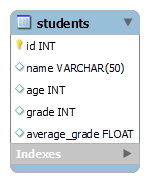 students
id INT
name VARCHAR(50)
age INT
grade INT
average_grade FLOAT
Indexes